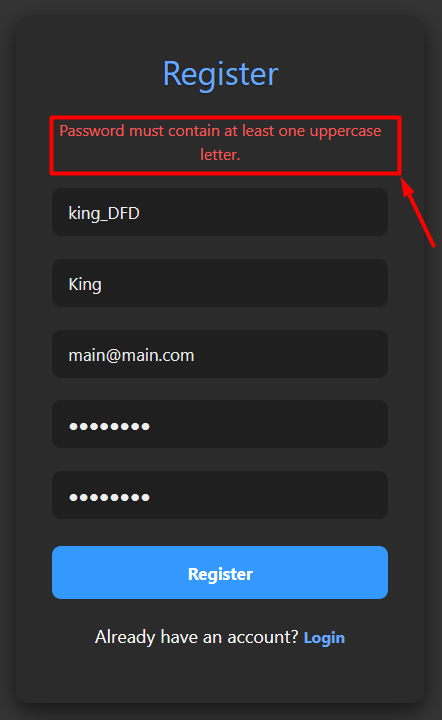 Register
Password must contain at least one uppercase
letter.
king_DFD
King
main@main.com
●●●●●●●●
●●●●●●●●
Register
Already have an account? Login